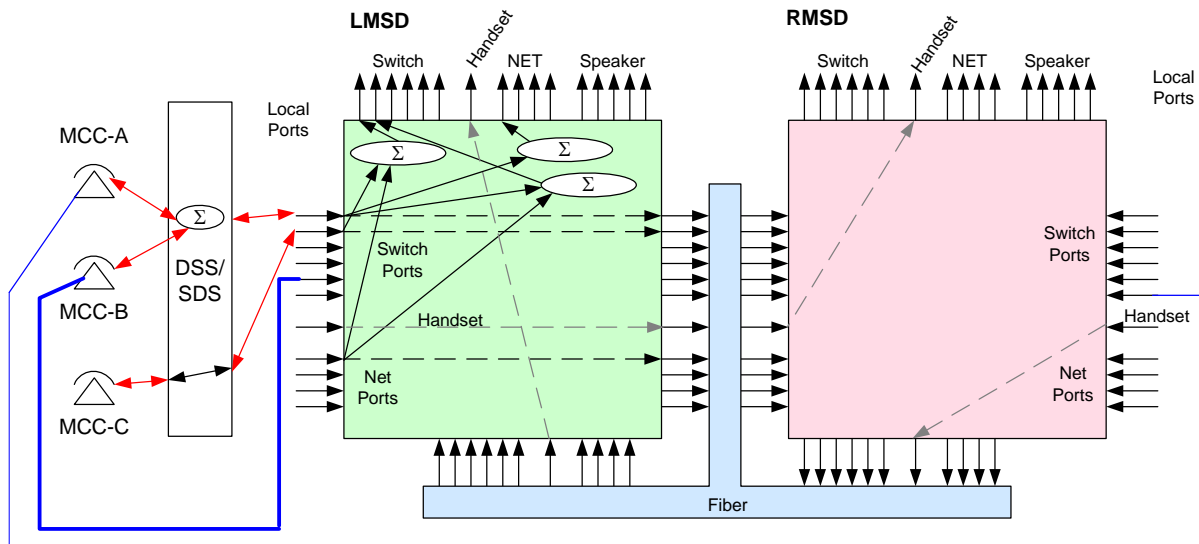 LMSD
RMSD
Switch
Handset
NET
Speaker
Switch
Handset
NET
Speaker
Local
Ports
Local
Ports
MCC-A
Σ
Σ
Σ
Σ
MCC-B
DSS/
SDS
Switch
Ports
Switch
Ports
Handset
Handset
Net
Ports
Net
Ports
MCC-C
Fiber